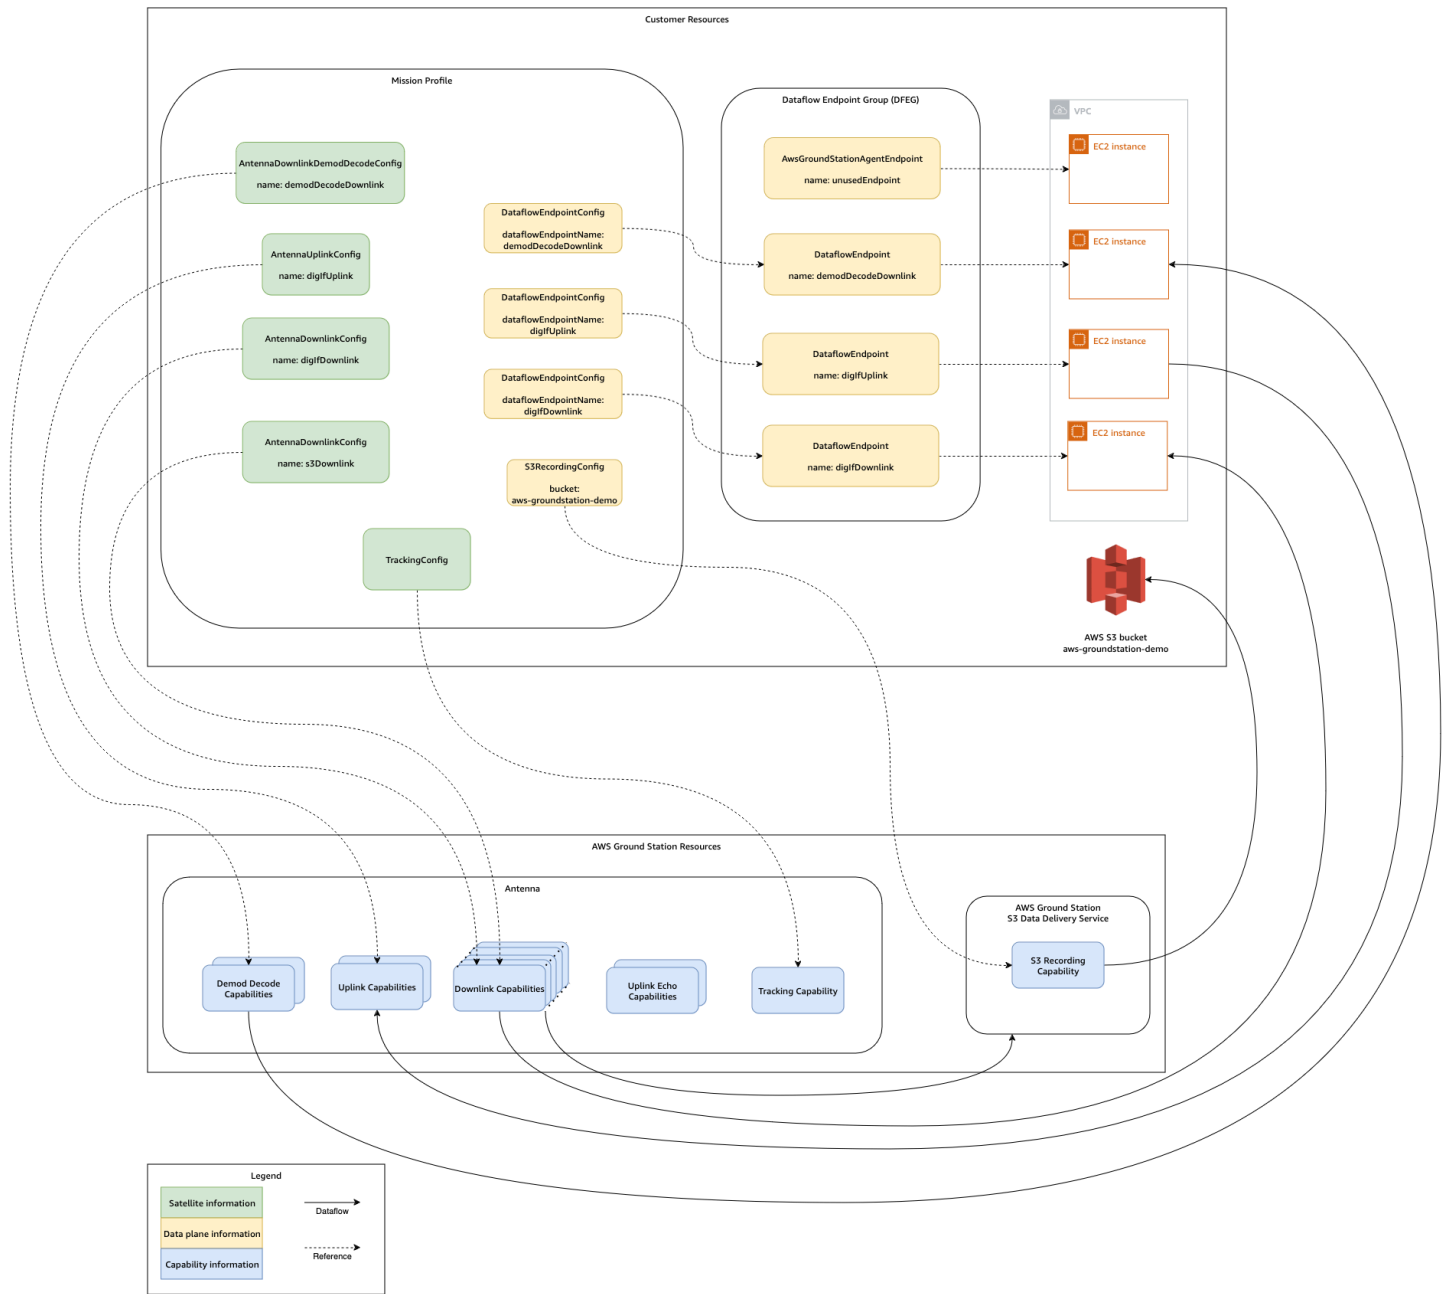 Customer Resources
Mission Profile
AntennaDownlinkDemodDecodeConfig
name: demodDecodeDownlink
AntennaUplinkConfig
name: digIfUplink
AntennaDownlinkConfig
name: digIfDownlink
AntennaDownlinkConfig
name: s3Downlink
TrackingConfig
DataflowEndpointConfig
dataflowEndpointName:
demodDecodeDownlink
DataflowEndpointConfig
dataflowEndpointName:
digIfUplink
DataflowEndpointConfig
dataflowEndpointName:
digIfDownlink
S3RecordingConfig
bucket:
aws-groundstation-demo
Dataflow Endpoint Group (DFEG)
AwsGroundStationAgentEndpoint
name: unusedEndpoint
DataflowEndpoint
name: demodDecodeDownlink
DataflowEndpoint
name: digIfUplink
DataflowEndpoint
name: digIfDownlink
VPC
EC2 instance
EC2 instance
EC2 instance
EC2 instance
AWS S3 bucket
aws-groundstation-demo
AWS Ground Station Resources
Antenna
Demod Decode
Capabilities
Uplink Capabilities
Downlink Capabilities
Uplink Echo
Capabilities
Tracking Capability
AWS Ground Station
S3 Data Delivery Service
S3 Recording
Capability
Legend
Satellite information
Data plane information
Capability information
Dataflow
Reference